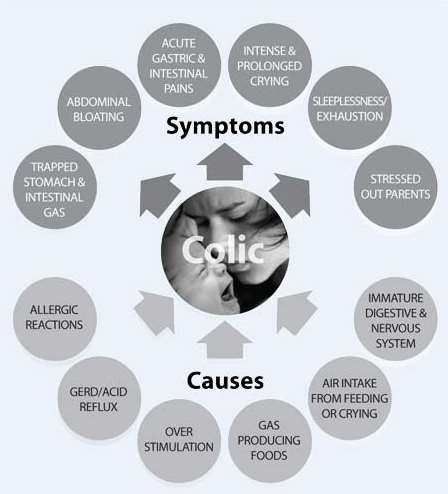 ACUTE
GASTRIC &
INTESTINAL
PAINS
INTENSE &
PROLONGED
CRYING
ABDOMINAL
BLOATING
SLEEPLESSNESS/
EXHAUSTION
Symptoms
TRAPPED
STOMACH &
INTESTINAL
GAS
STRESSED
OUT PARENTS
Colic
ALLERGIC
REACTIONS
IMMATURE
DIGESTIVE &
NERVOUS
SYSTEM
Causes
GERD/ACID
REFLUX
AIR INTAKE
FROM FEEDING
OR CRYING
OVER
STIMULATION
GAS
PRODUCING
FOODS